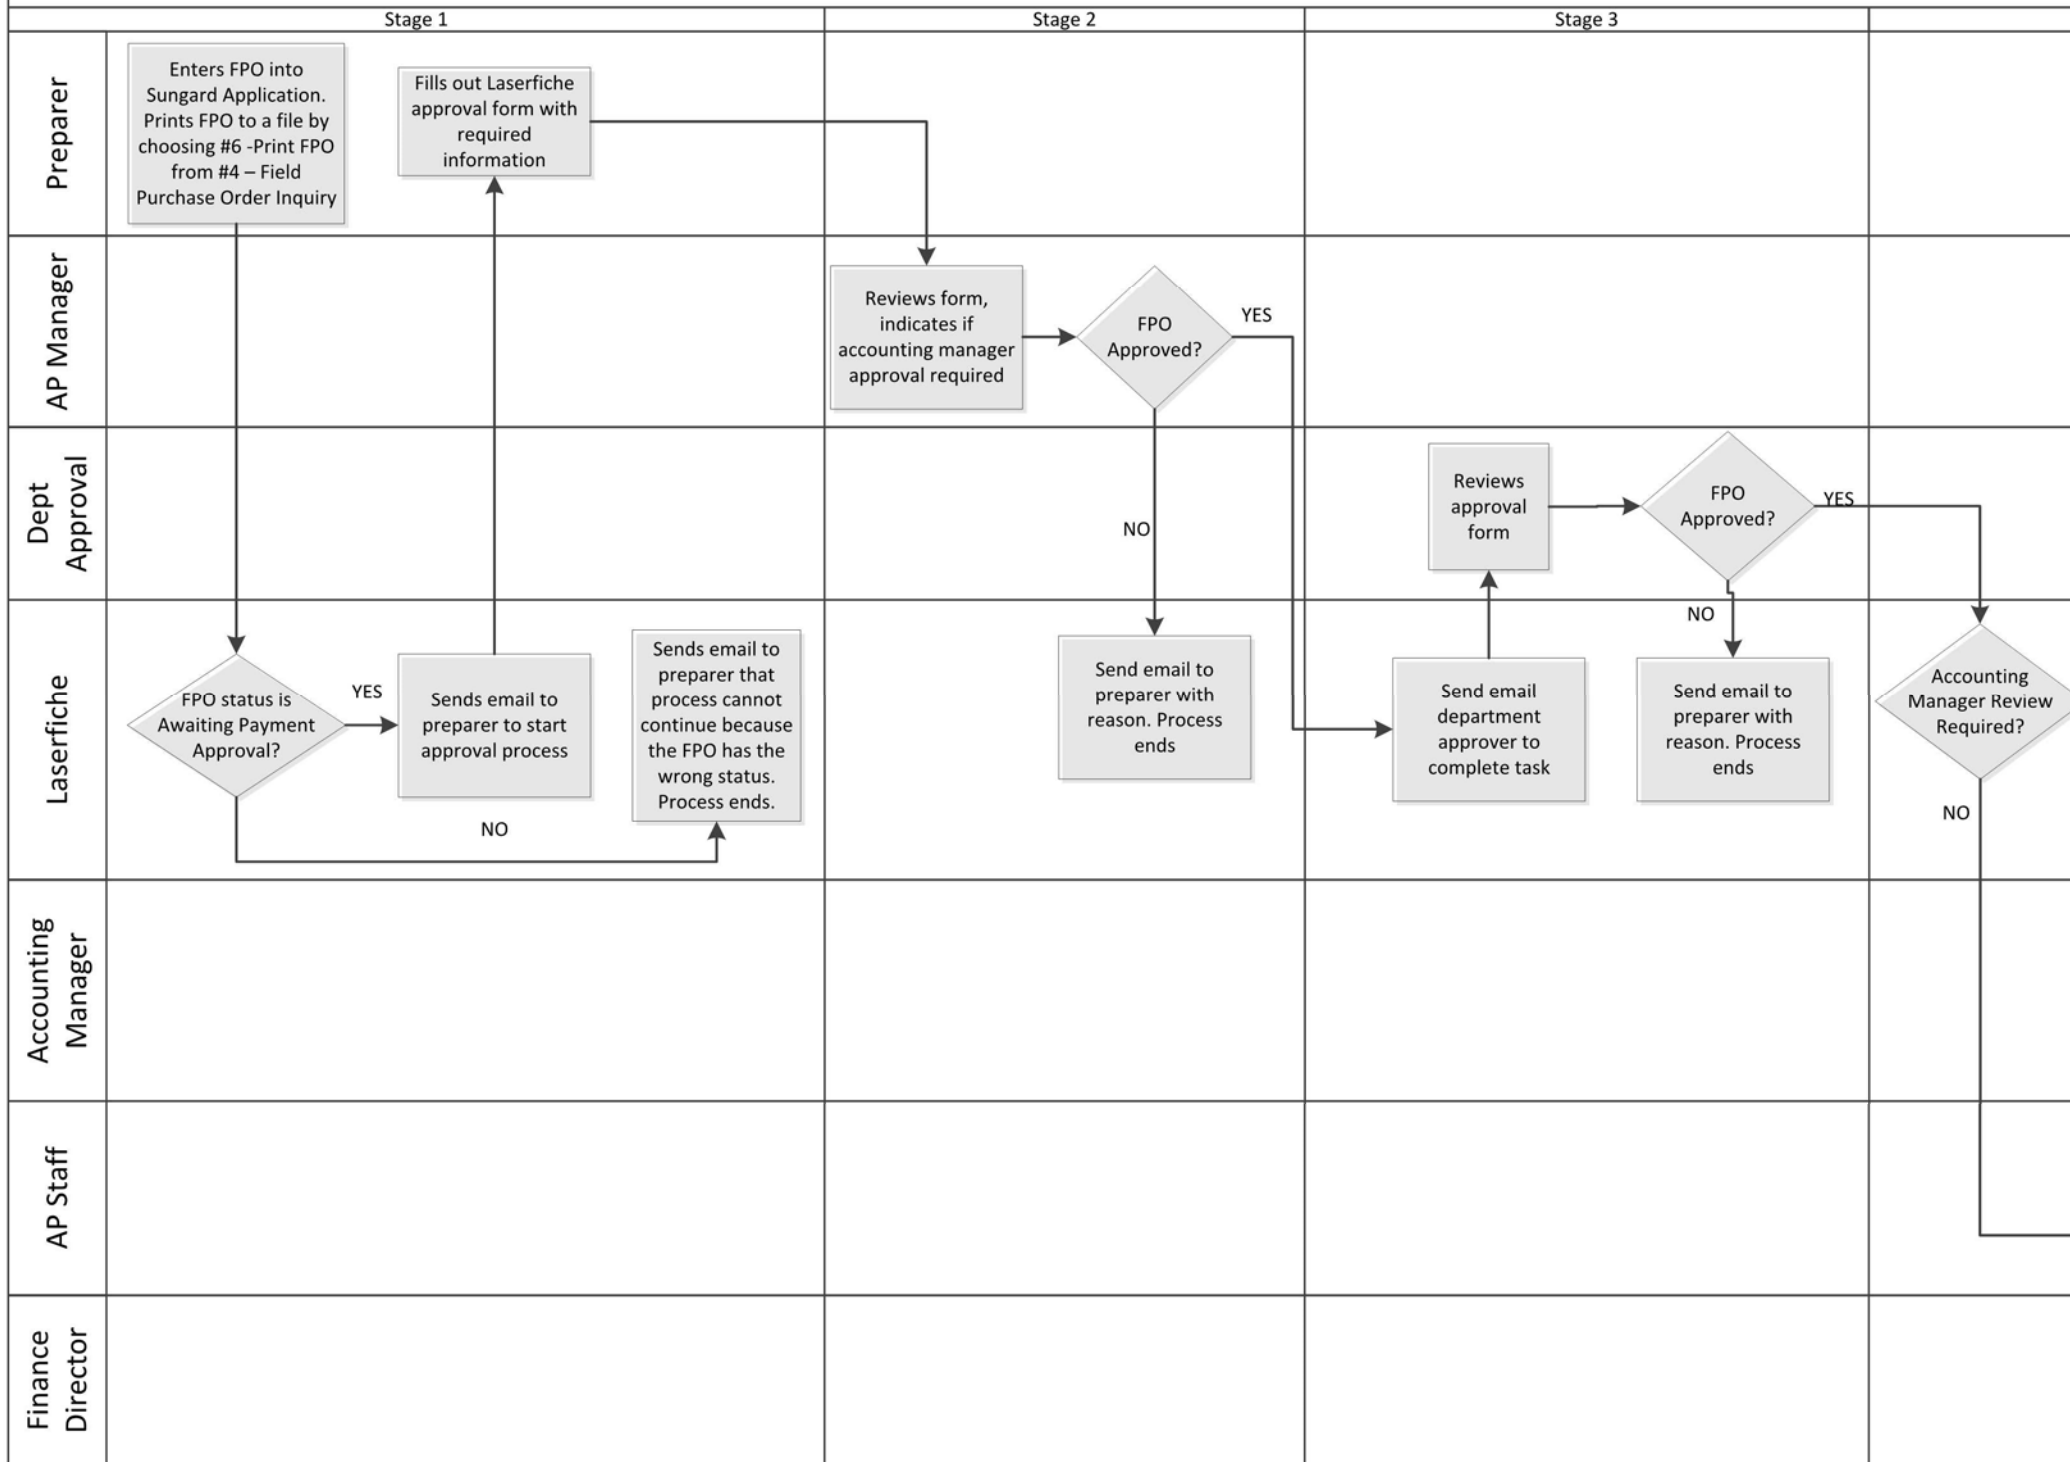 Stage 1
Stage 2
Stage 3
Preparer
Enters FPO into
Sungard Application.
Prints FPO to a file by
choosing #6 -Print FPO
from #4 – Field
Purchase Order Inquiry
Fills out Laserfiche
approval form with
required
information
AP Manager
Reviews form,
indicates if
accounting manager
approval required
FPO
Approved?
YES
NO
Dept
Approval
Reviews
approval
form
FPO
Approved?
YES
NO
Laserfiche
FPO status is
Awaiting Payment
Approval?
YES
NO
Sends email to
preparer to start
approval process
Sends email to
preparer that
process cannot
continue because
the FPO has the
wrong status.
Process ends.
Send email to
preparer with
reason. Process
ends
Send email
department
approver to
complete task
Send email to
preparer with
reason. Process
ends
Accounting
Manager Review
Required?
NO
Accounting
Manager
AP Staff
Finance
Director